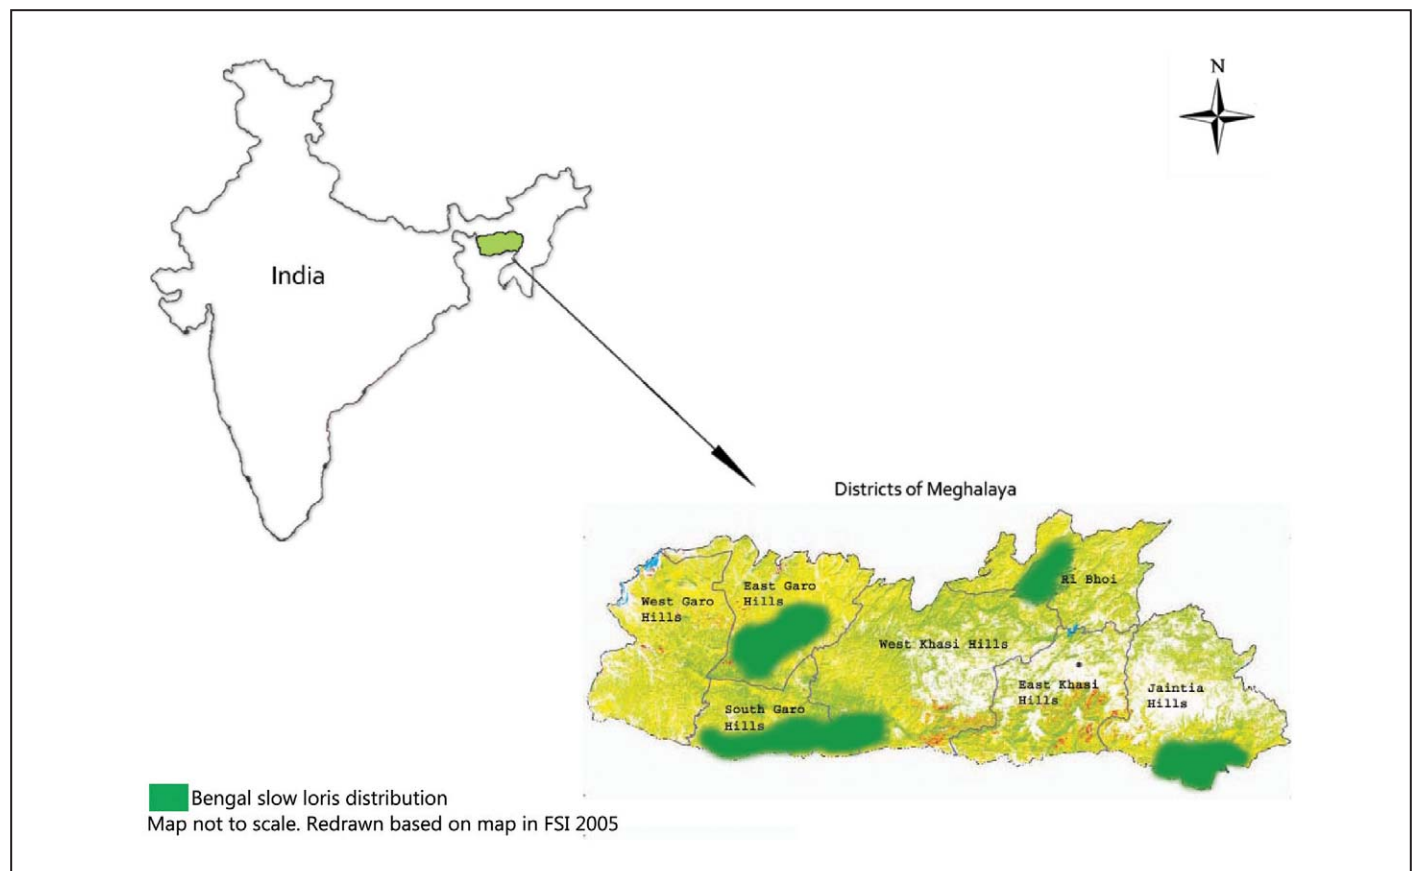 N
India
Districts of Meghalaya
East Garo
Hills
West Garo
Hills
Ri Bhoi
West Khasi Hills
East Khasi
Hills
Jaintia
Hills
South Garo
Hills
Bengal slow loris distribution
Map not to scale. Redrawn based on map in FSI 2005